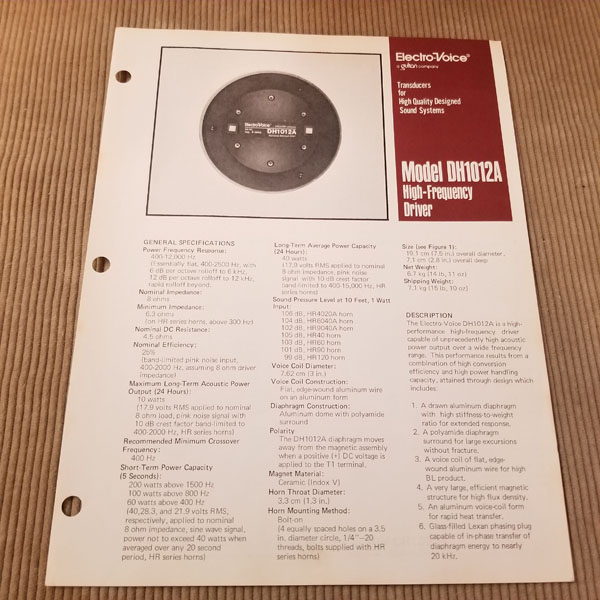 Electro-Voice®
a gulton company
Transducers
for
High Quality Designed
Sound Systems
Model DH1012A
High-Frequency
Driver
Electro-Voice
DH1012A
GENERAL SPECIFICATIONS
Power Frequency Response:
400-12,000 Hz
(Essentially flat, 400-2500 Hz, with
6 dB per octave rolloff to 6 kHz,
12 dB per octave rolloff to 12 kHz,
rapid rolloff beyond.
Nominal Impedance:
8 ohms
Minimum Impedance:
6.3 ohms
(on HR series horns, above 300 Hz)
Nominal DC Resistance:
4.5 ohms
Nominal Efficiency:
25%
(band-limited pink noise input,
400-2000 Hz, assuming 8 ohm driver
impedance)
Maximum Long-Term Acoustic Power
Output (24 Hours):
10 watts
(17.9 volts RMS applied to nominal
8 ohm load, pink noise signal with
10 dB crest factor band-limited to
400-2000 Hz, HR series horns)
Recommended Minimum Crossover
Frequency:
400 Hz
Short-Term Power Capacity
(5 Seconds):
200 watts above 1500 Hz
100 watts above 800 Hz
60 watts above 400 Hz
(40,28.3, and 21.9 volts RMS,
respectively, applied to nominal
8 ohm impedance, sine wave signal,
power not to exceed 40 watts when
averaged over any 20 second
period, HR series horns)
Long-Term Average Power Capacity
(24 Hours):
40 watts
(17.9 volts RMS applied to nominal
8 ohm impedance, pink noise
signal with 10 dB crest factor
band limited to 400-15,000 Hz, HR
series horns)
Sound Pressure Level at 10 Feet, 1 Watt
Input:
108 dB, HR4020A horn
104 dB, HR6040A horn
102 dB, HR9040A horn
105 dB, HR40 horn
103 dB, HR60 horn
101 dB, HR90 horn
99 dB, HR120 horn
Voice Coil Diameter:
7.62 cm (3 in.)
Voice Coil Construction:
Flat, edge-wound aluminum wire
on an aluminum form
Diaphragm Construction:
Aluminum dome with polyamide
surround
Polarity
The DH1012A diaphragm moves
away from the magnetic assembly
when a positive (+) DC voltage is
applied to the T1 terminal.
Magnet Material:
Ceramic (Indox V)
Horn Throat Diameter:
3.3 cm (1.3 in.)
Horn Mounting Method:
Bolt-on
(4 equally spaced holes on a 3.5
in. diameter circle, 1/4"-20
threads, bolts supplied with HR
series horns)
Size (see Figure 1):
19.1 cm (7.5 in.) overall diameter,
7.1 cm (2.8 in.) overall deep
Net Weight:
6.7 kg (14 lb, 11 oz)
Shipping Weight:
7.1 kg (15 lb, 10 oz)
DESCRIPTION
The Electro-Voice DH1012A is a high-
performance high-frequency driver
capable of unprecedently high acoustic
power output over a wide frequency
range. This performance results from a
combination of high conversion
efficiency and high power handling
capacity, attained through design which
includes:
1. A drawn aluminum diaphragm
with high stiffness-to-weight
ratio for extended response.
2. A polyamide diaphragm
surround for large excursions
without fracture.
3. A voice coil of flat, edge-
wound aluminum wire for high
BL product.
4. A very large, efficient magnetic
structure for high flux density.
5. An aluminum voice-coil form
for rapid heat transfer.
6. Glass-filled Lexan phasing plug
capable of in-phase transfer of
diaphragm energy to nearly
20 kHz.